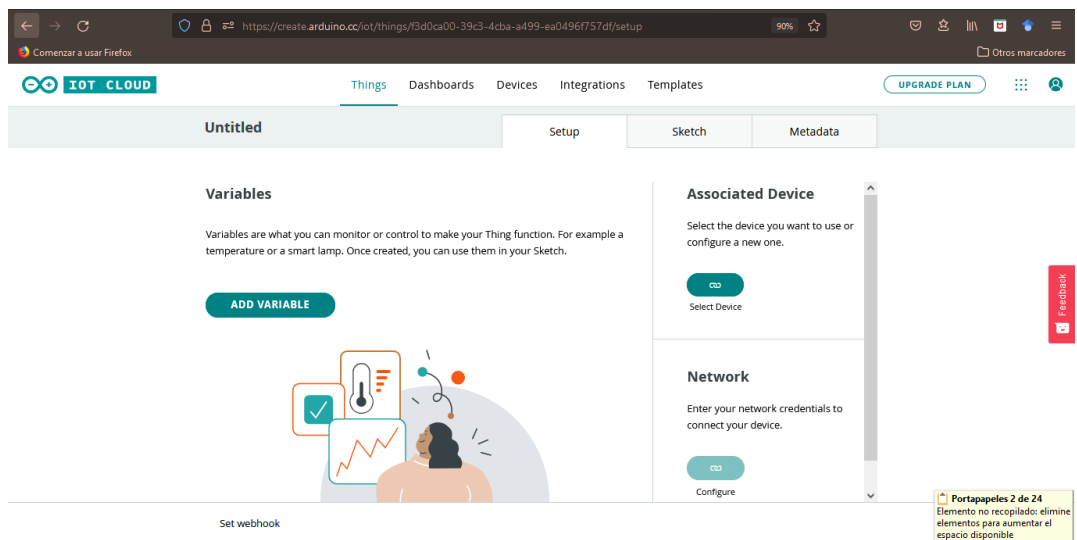 https://create.arduino.cc/iot/things/f3d0ca00-39c3-4cba-a499-ea0496f757df/setup
90%
Comenzar a usar Firefox
Otros marcadores
IOT CLOUD
Things
Dashboards
Devices
Integrations
Templates
UPGRADE PLAN
Untitled
Setup
Sketch
Metadata
Variables
Variables are what you can monitor or control to make your Thing function. For example a
temperature or a smart lamp. Once created, you can use them in your Sketch.
ADD VARIABLE
Associated Device
Select the device you want to use or
configure a new one.
Select Device
Network
Enter your network credentials to
connect your device.
Configure
Feedback
Set webhook
Portapapeles 2 de 24
Elemento no recopilado: elimine
elementos para aumentar el
espacio disponible